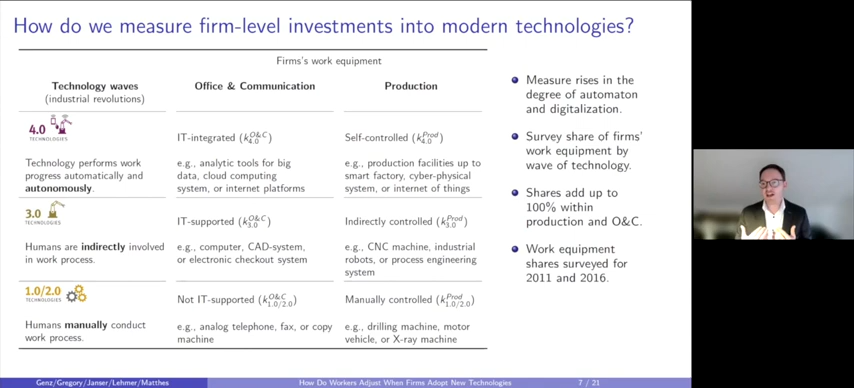 How do we measure firm-level investments into modern technologies?
Firms's work equipment
Technology waves
(industrial revolutions)
Office & Communication
Production
4.0
TECHNOLOGIES
IT-integrated (k_{4.0}^{O&C})
Self-controlled (k_{4.0}^{Prod})
Technology performs work
progress automatically and
autonomously.
e.g., analytic tools for big
data, cloud computing
system, or internet platforms
e.g., production facilities up to
smart factory, cyber-physical
system, or internet of things
3.0
TECHNOLOGIES
IT-supported (k_{3.0}^{O&C})
Indirectly controlled (k_{3.0}^{Prod})
Humans are indirectly involved
in work process.
e.g., computer, CAD-system,
or electronic checkout system
e.g., CNC machine, industrial
robots, or process engineering
system
1.0/2.0
TECHNOLOGIES
Not IT-supported (k_{1.0/2.0}^{O&C})
Manually controlled (k_{1.0/2.0}^{Prod})
Humans manually conduct
work process.
e.g., analog telephone, fax, or copy
machine
e.g., drilling machine, motor
vehicle, or X-ray machine
Measure rises in the
degree of automaton
and digitalization.
Survey share of firms'
work equipment by
wave of technology.
Shares add up to
100% within
production and O&C.
Work equipment
shares surveyed for
2011 and 2016.
Genz/Gregory/Janser/Lehmer/Matthes
How Do Workers Adjust When Firms Adopt New Technologies
7 / 21